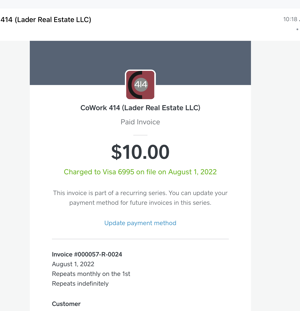 414 (Lader Real Estate LLC)
10:18
414
CoWork 414 (Lader Real Estate LLC)
Paid Invoice
$10.00
Charged to Visa 6995 on file on August 1, 2022
This invoice is part of a recurring series. You can update your
payment method for future invoices in this series.
Update payment method
Invoice #000057-R-0024
August 1, 2022
Repeats monthly on the 1st
Repeats indefinitely
Customer